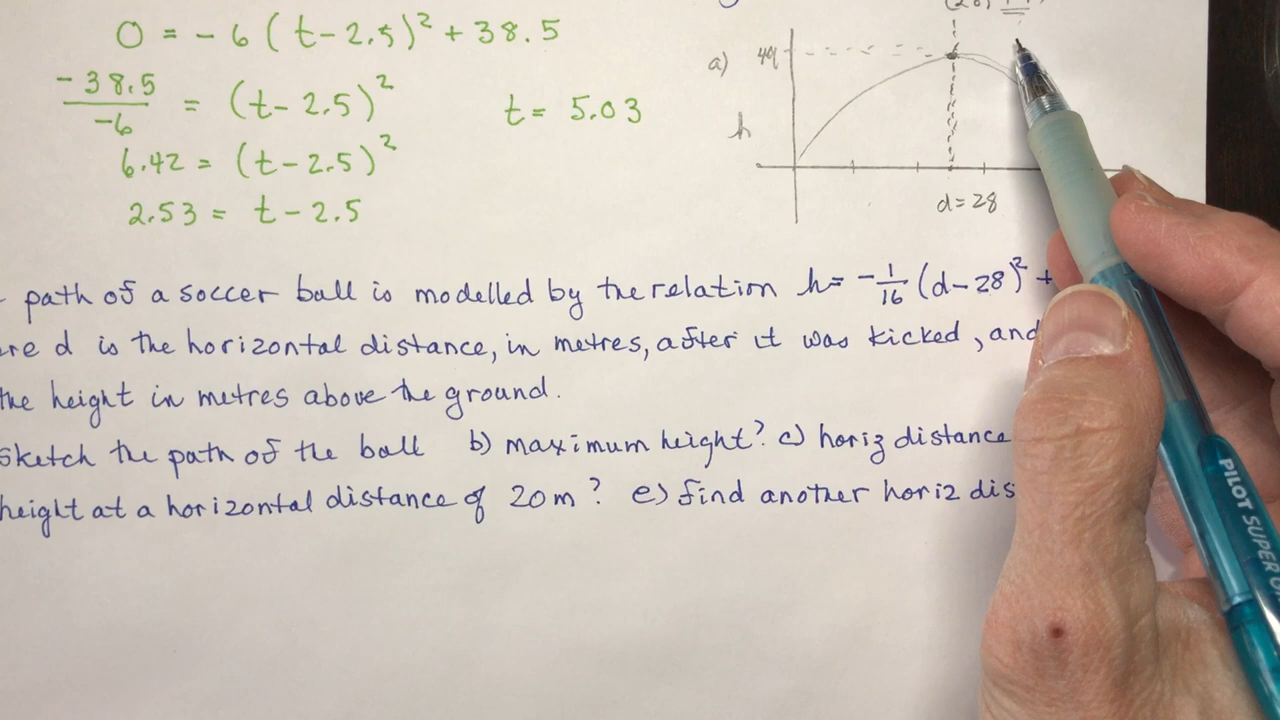 0 = - 6 ( t - 2.5 )² + 38.5
-38.5 / -6 = ( t - 2.5 )²
6.42 = ( t - 2.5 )²
2.53 = t - 2.5
t = 5.03
a)
49
h
d = 28
path of a soccer ball is modelled by the relation h = - 1/16 ( d - 28 )² +
d is the horizontal distance, in metres, after it was kicked, and
the height in metres above the ground.
sketch the path of the ball b) maximum height? c) horiz distance
height at a horizontal distance of 20 m? e) find another horiz dis
PILOT SUPER